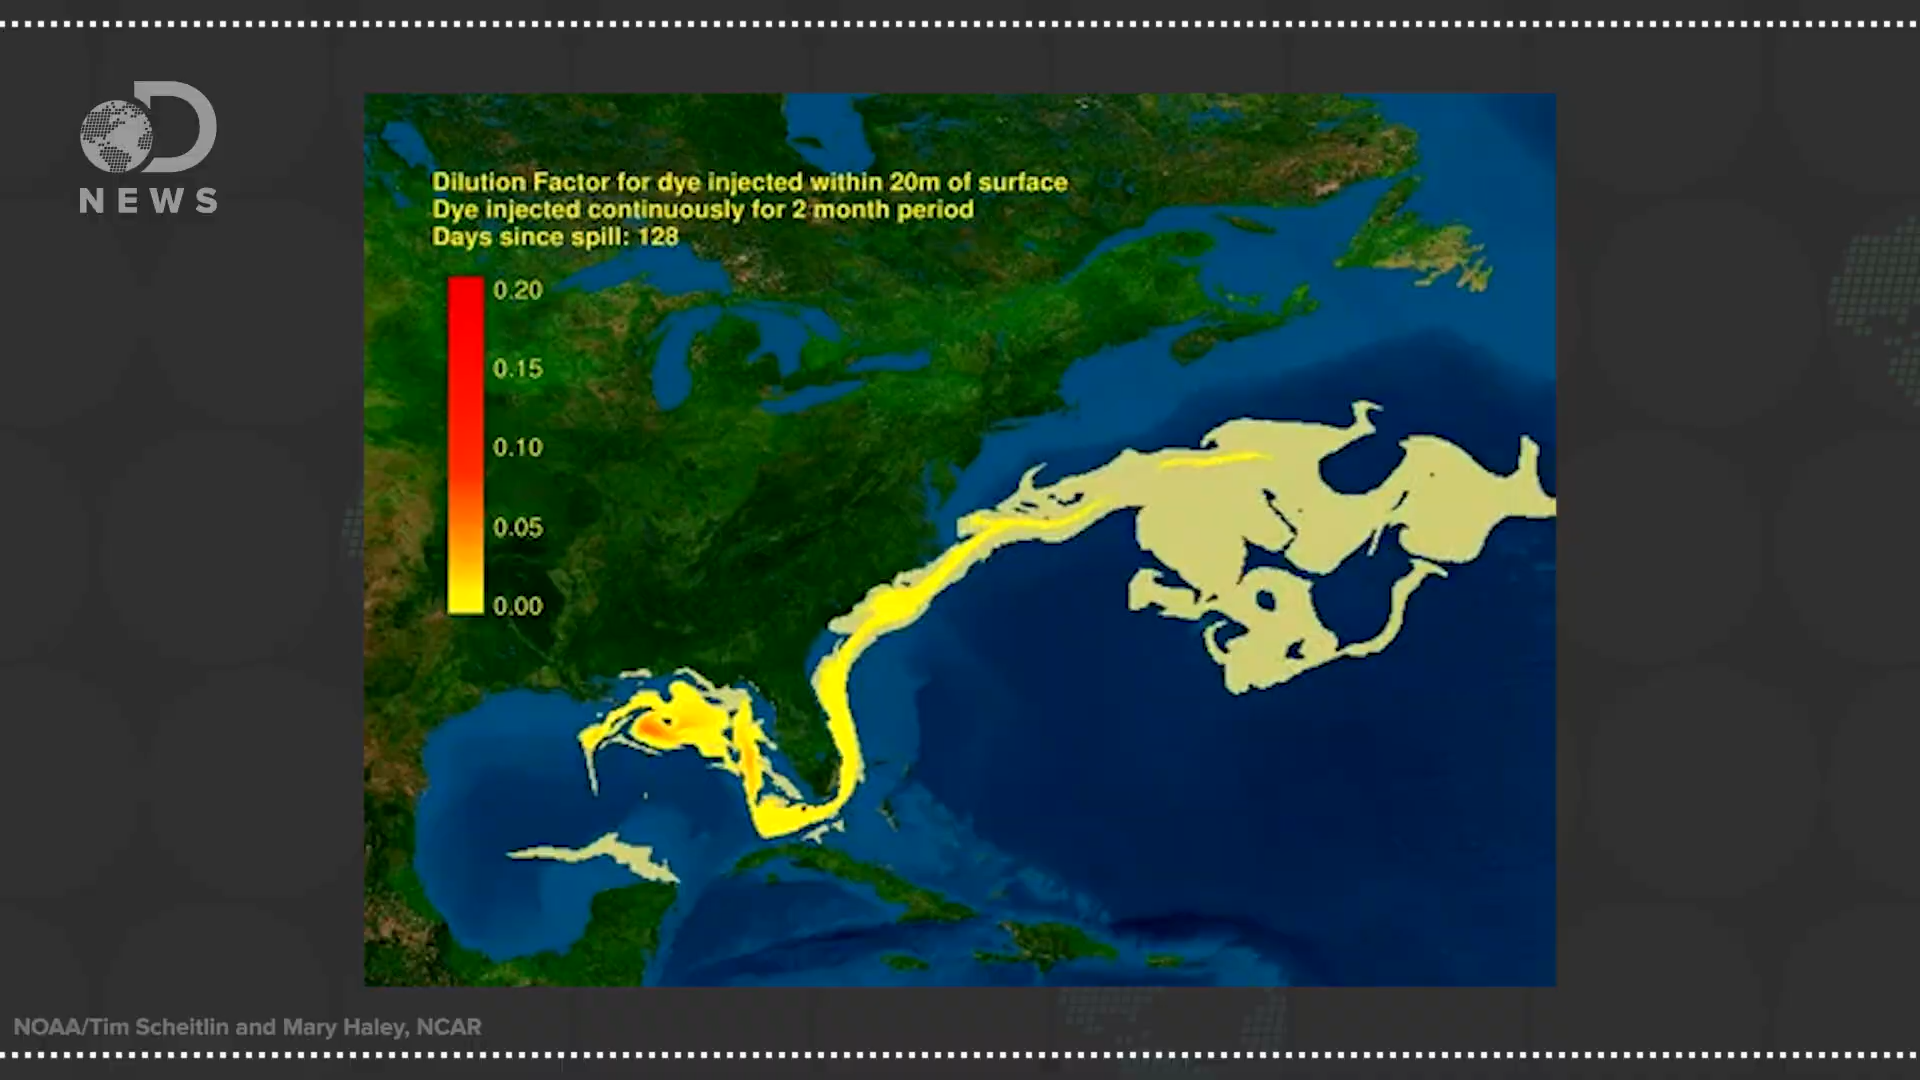 D
NEWS
Dilution Factor for dye injected within 20m of surface
Dye injected continuously for 2 month period
Days since spill: 128
0.20
0.15
0.10
0.05
0.00
NOAA/Tim Scheitlin and Mary Haley, NCAR